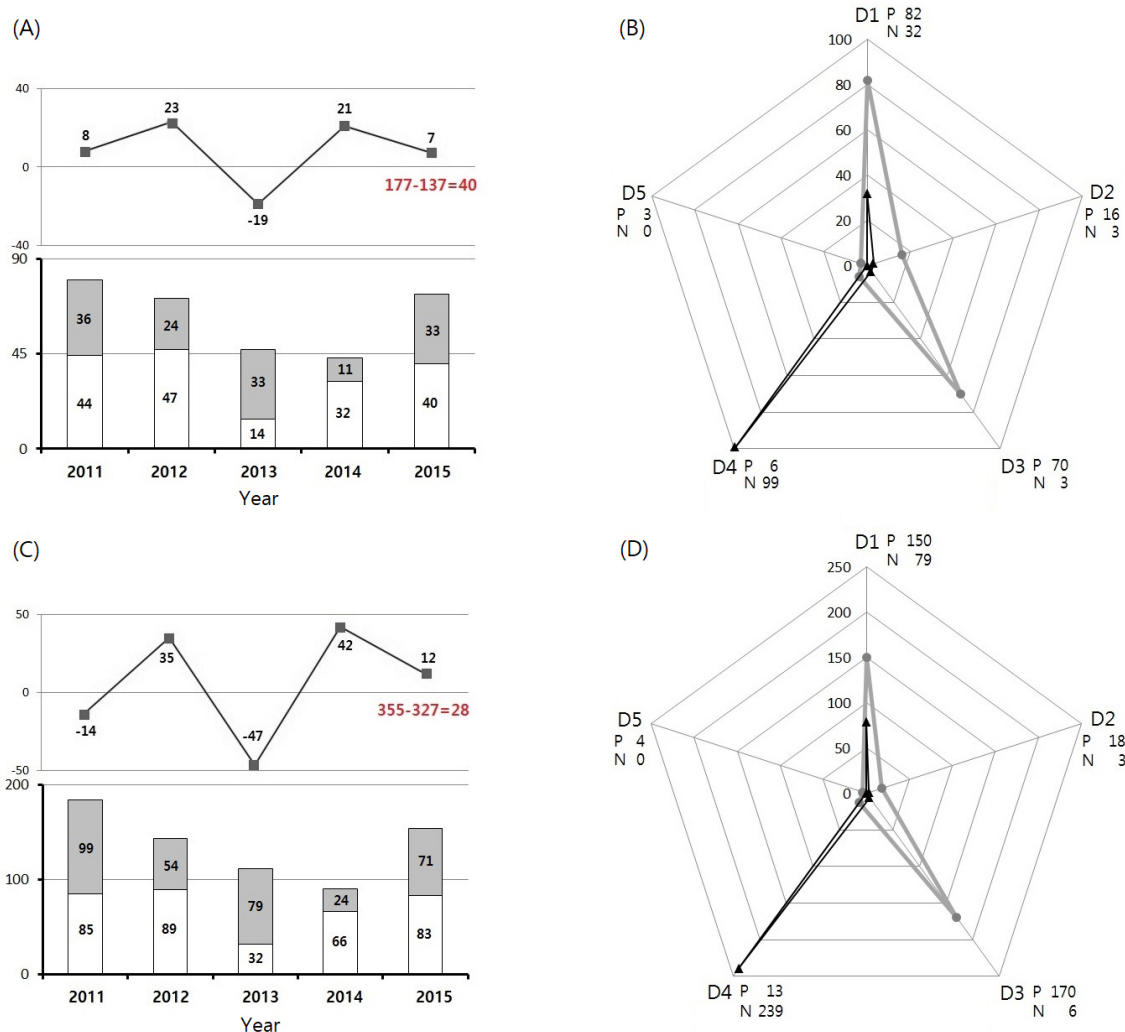 (A)
40
0
-40
8
23
-19
21
7
177-137=40
90
45
0
36
24
33
11
33
44
47
14
32
40
2011 2012 2013 2014 2015
Year
(B)
D1 P 82
N 32
100
80
60
40
20
0
D5
P 3
N 0
D2
P 16
N 3
D4 P 6
N 99
D3 P 70
N 3
(C)
50
0
-50
-14
35
-47
42
12
355-327=28
200
100
0
99
54
79
24
71
85
89
32
66
83
2011 2012 2013 2014 2015
Year
(D)
D1 P 150
N 79
250
200
150
100
50
0
D5
P 4
N 0
D2
P 18
N 3
D4 P 13
N 239
D3 P 170
N 6